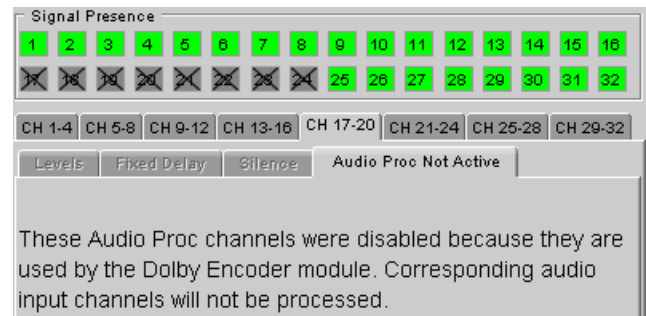 Signal Presence
1 2 3 4 5 6 7 8 9 10 11 12 13 14 15 16
17 18 19 20 21 22 23 24 25 26 27 28 29 30 31 32
CH 1-4 CH 5-8 CH 9-12 CH 13-16 CH 17-20 CH 21-24 CH 25-28 CH 29-32
Levels Fixed Delay Silence Audio Proc Not Active
These Audio Proc channels were disabled because they are
used by the Dolby Encoder module. Corresponding audio
input channels will not be processed.